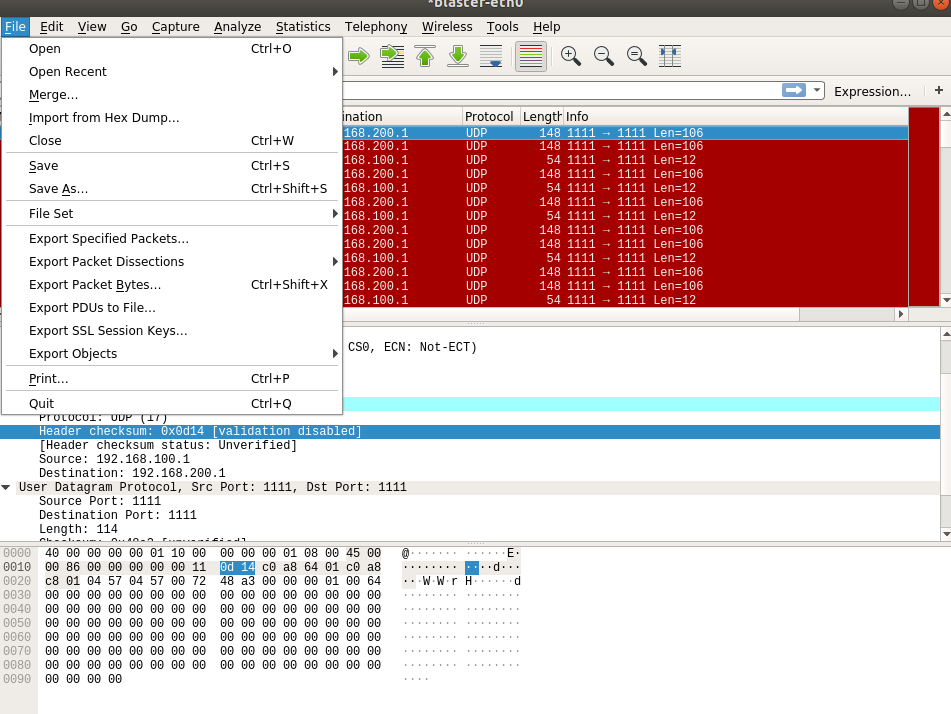 *blaster-eth0
File Edit View Go Capture Analyze Statistics Telephony Wireless Tools Help
Open Ctrl+O
Open Recent
Merge...
Import from Hex Dump...
Close Ctrl+W
Save Ctrl+S
Save As... Ctrl+Shift+S
File Set
Export Specified Packets...
Export Packet Dissections
Export Packet Bytes... Ctrl+Shift+X
Export PDUs to File...
Export SSL Session Keys...
Export Objects
Print... Ctrl+P
Quit Ctrl+Q
Expression... +
ination Protocol Length Info
168.200.1 UDP 148 1111 → 1111 Len=106
168.200.1 UDP 148 1111 → 1111 Len=106
168.100.1 UDP 54 1111 → 1111 Len=12
168.200.1 UDP 148 1111 → 1111 Len=106
168.100.1 UDP 54 1111 → 1111 Len=12
168.200.1 UDP 148 1111 → 1111 Len=106
168.100.1 UDP 54 1111 → 1111 Len=12
168.200.1 UDP 148 1111 → 1111 Len=106
168.200.1 UDP 148 1111 → 1111 Len=106
168.100.1 UDP 54 1111 → 1111 Len=12
168.200.1 UDP 148 1111 → 1111 Len=106
168.200.1 UDP 148 1111 → 1111 Len=106
168.100.1 UDP 54 1111 → 1111 Len=12
CS0, ECN: Not-ECT)
Protocol: UDP (17)
Header checksum: 0x0d14 [validation disabled]
[Header checksum status: Unverified]
Source: 192.168.100.1
Destination: 192.168.200.1
User Datagram Protocol, Src Port: 1111, Dst Port: 1111
Source Port: 1111
Destination Port: 1111
Length: 114
Checksum: 0x48a3 [unverified]
0000 40 00 00 00 00 01 10 00 00 00 00 01 08 00 45 00 @······· ······E·
0010 00 86 00 00 00 00 00 11 0d 14 c0 a8 64 01 c0 a8 ········ ····d···
0020 c8 01 04 57 04 57 00 72 48 a3 00 00 00 01 00 64 ···W·W·r H······d
0030 00 00 00 00 00 00 00 00 00 00 00 00 00 00 00 00 ········ ········
0040 00 00 00 00 00 00 00 00 00 00 00 00 00 00 00 00 ········ ········
0050 00 00 00 00 00 00 00 00 00 00 00 00 00 00 00 00 ········ ········
0060 00 00 00 00 00 00 00 00 00 00 00 00 00 00 00 00 ········ ········
0070 00 00 00 00 00 00 00 00 00 00 00 00 00 00 00 00 ········ ········
0080 00 00 00 00 00 00 00 00 00 00 00 00 00 00 00 00 ········ ········
0090 00 00 00 00 ····